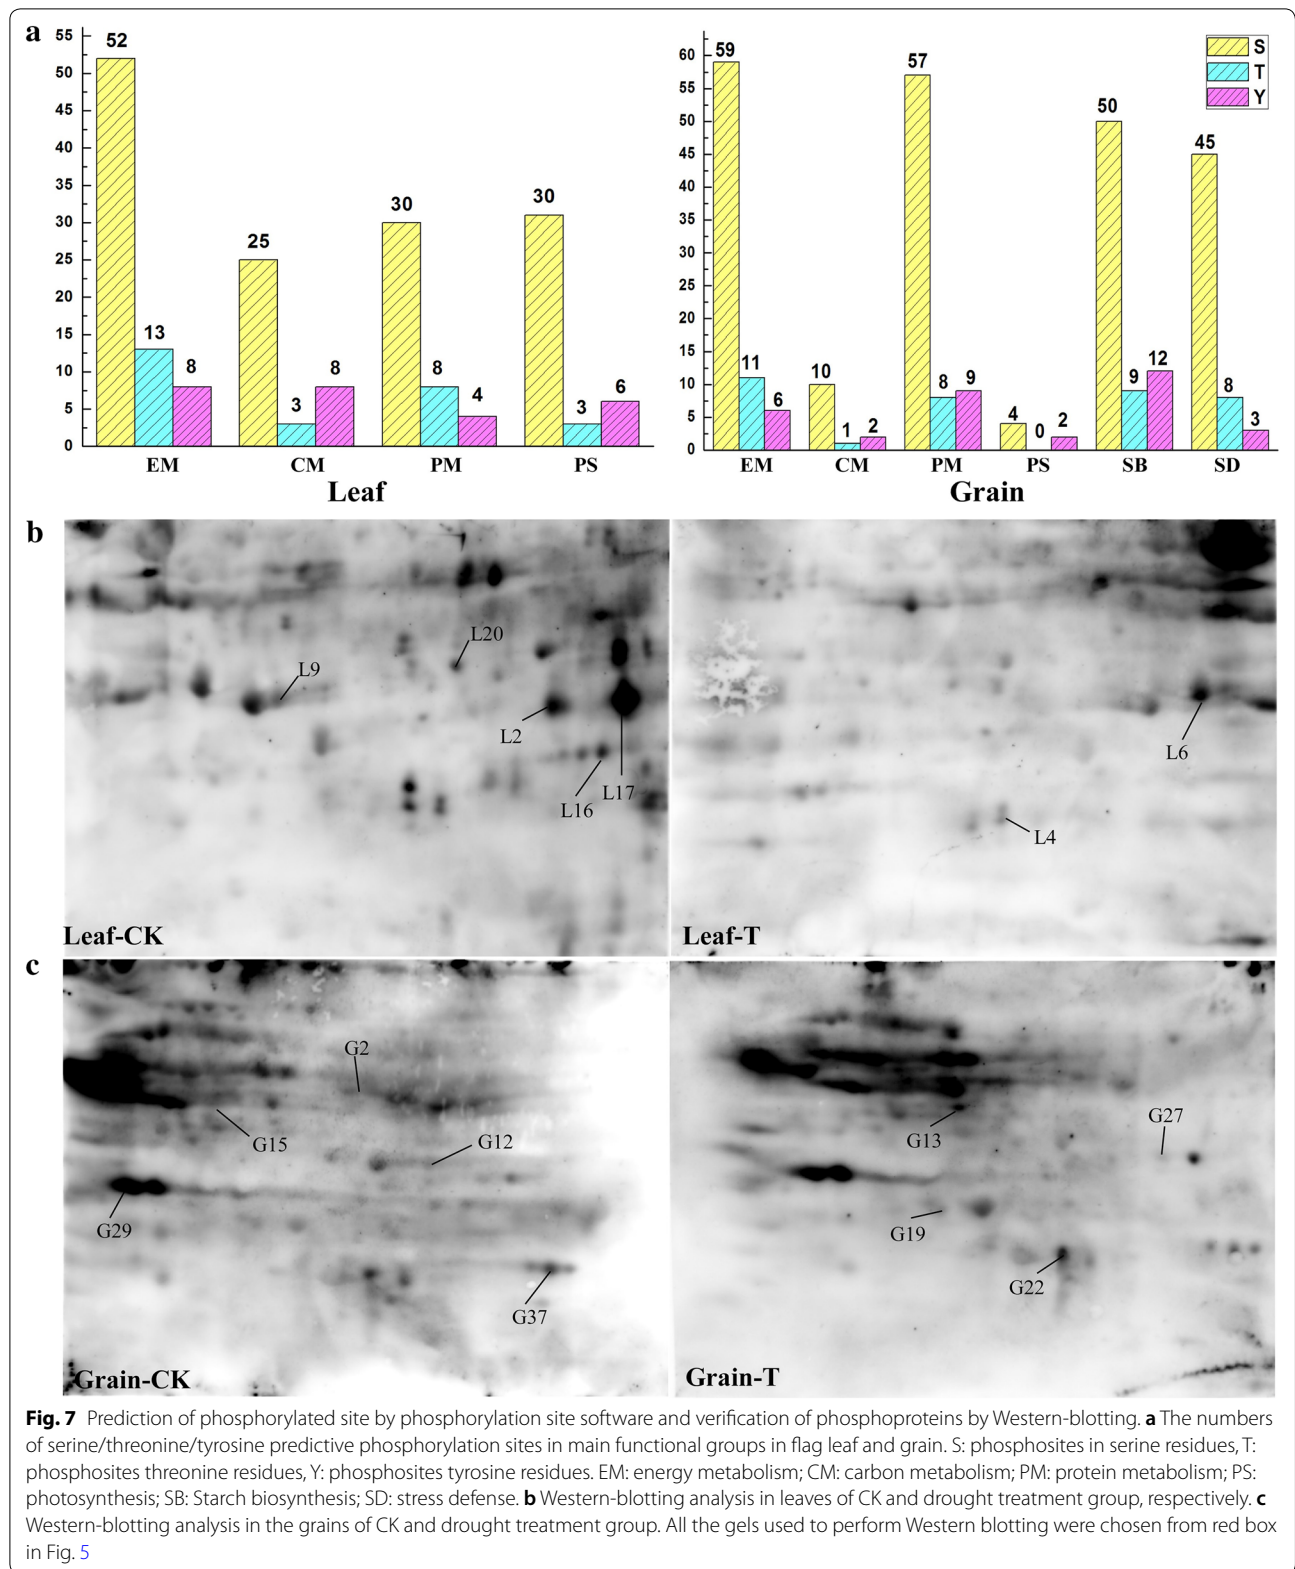 a
55
50
45
40
35
30
25
20
15
10
5
0
52
13
8
25
3
8
30
8
4
30
3
6
EM CM PM PS
Leaf
60
55
50
45
40
35
30
25
20
15
10
5
0
59
11
6
10
1
2
57
8
9
4
0
2
50
9
12
45
8
3
S
T
Y
EM CM PM PS SB SD
Grain
b
L20
L9
L2
L17
L16
Leaf-CK
L6
L4
Leaf-T
c
G2
G15
G12
G29
G37
Grain-CK
G27
G13
G19
G22
Grain-T
Fig. 7 Prediction of phosphorylated site by phosphorylation site software and verification of phosphoproteins by Western-blotting. a The numbers
of serine/threonine/tyrosine predictive phosphorylation sites in main functional groups in flag leaf and grain. S: phosphosites in serine residues, T:
phosphosites threonine residues, Y: phosphosites tyrosine residues. EM: energy metabolism; CM: carbon metabolism; PM: protein metabolism; PS:
photosynthesis; SB: Starch biosynthesis; SD: stress defense. b Western-blotting analysis in leaves of CK and drought treatment group, respectively. c
Western-blotting analysis in the grains of CK and drought treatment group. All the gels used to perform Western blotting were chosen from red box
in Fig. 5